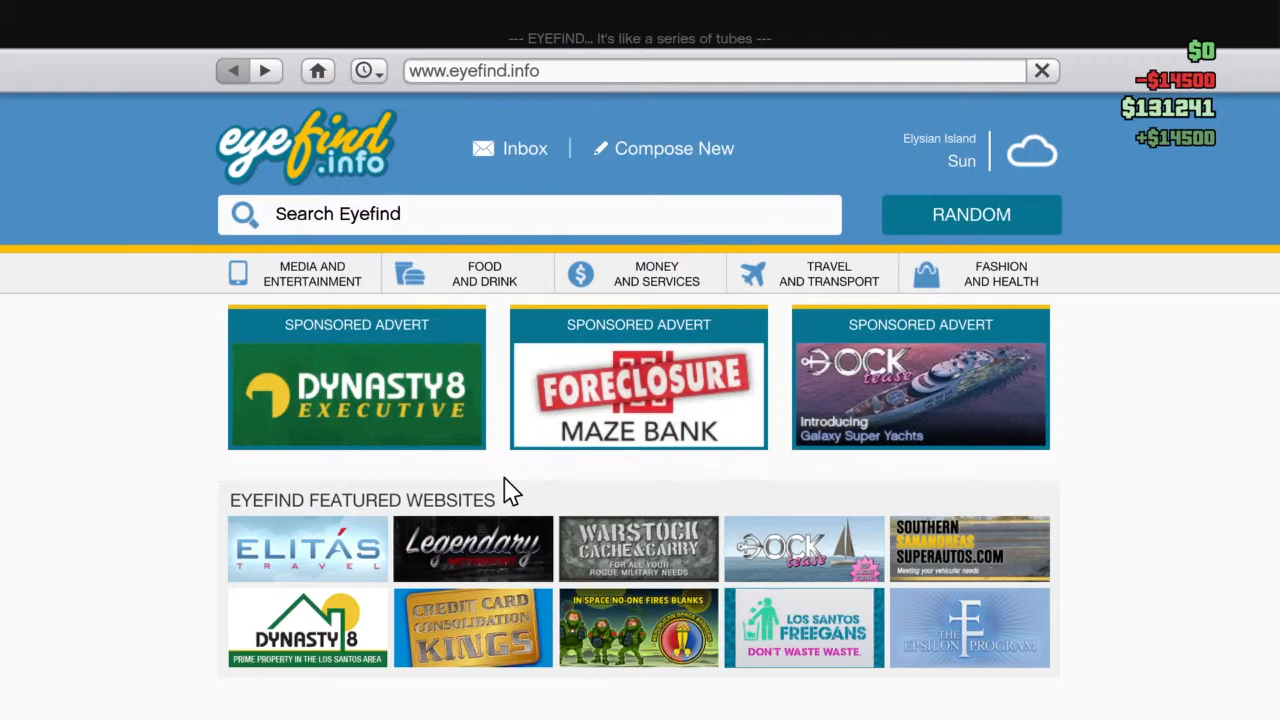 --- EYEFIND... It's like a series of tubes ---
$0
www.eyefind.info
-$14500
$131241
+$14500
eyefind
.info
Inbox
Compose New
Elysian Island
Sun
Search Eyefind
RANDOM
MEDIA AND
ENTERTAINMENT
FOOD
AND DRINK
MONEY
AND SERVICES
TRAVEL
AND TRANSPORT
FASHION
AND HEALTH
SPONSORED ADVERT
DYNASTY8
EXECUTIVE
SPONSORED ADVERT
FORECLOSURE
MAZE BANK
SPONSORED ADVERT
DOCK
tease
Introducing
Galaxy Super Yachts
EYEFIND FEATURED WEBSITES
ELITÁS
TRAVEL
Legendary
MOTORSPORT
WARSTOCK
CACHE&CARRY
FOR ALL YOUR
ROGUE MILITARY NEEDS
DOCK
tease
SOUTHERN
SANANDREAS
SUPERAUTOS.COM
Meeting your vehicular needs
DYNASTY 8
PRIME PROPERTY IN THE LOS SANTOS AREA
CREDIT CARD
CONSOLIDATION
KINGS
IN SPACE NO-ONE FIRES BLANKS
REPUBLICAN SPACE RANGERS
LOS SANTOS
FREEGANS
DON'T WASTE WASTE.
THE
EPSILON PROGRAM